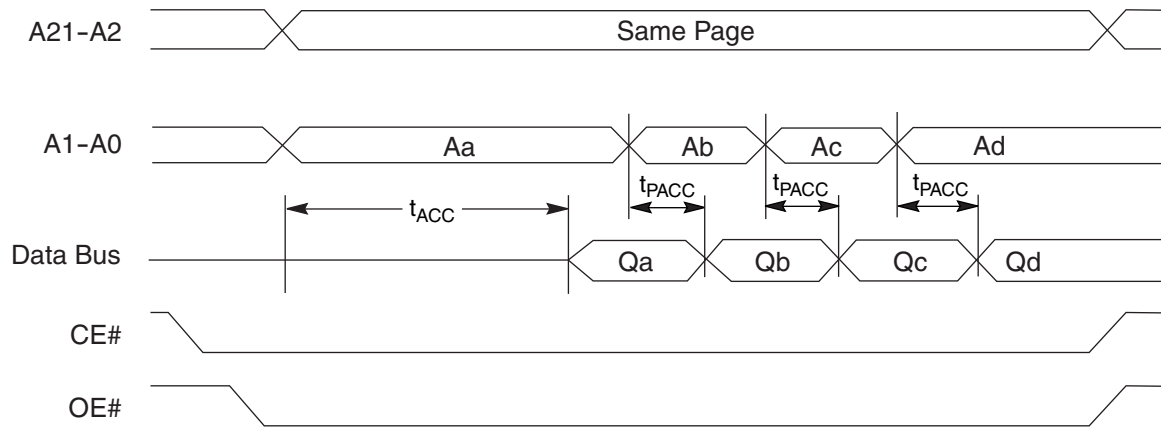 A21-A2 Same Page
A1-A0 Aa Ab Ac Ad
tPACC tPACC tPACC
tACC
Data Bus Qa Qb Qc Qd
CE#
OE#